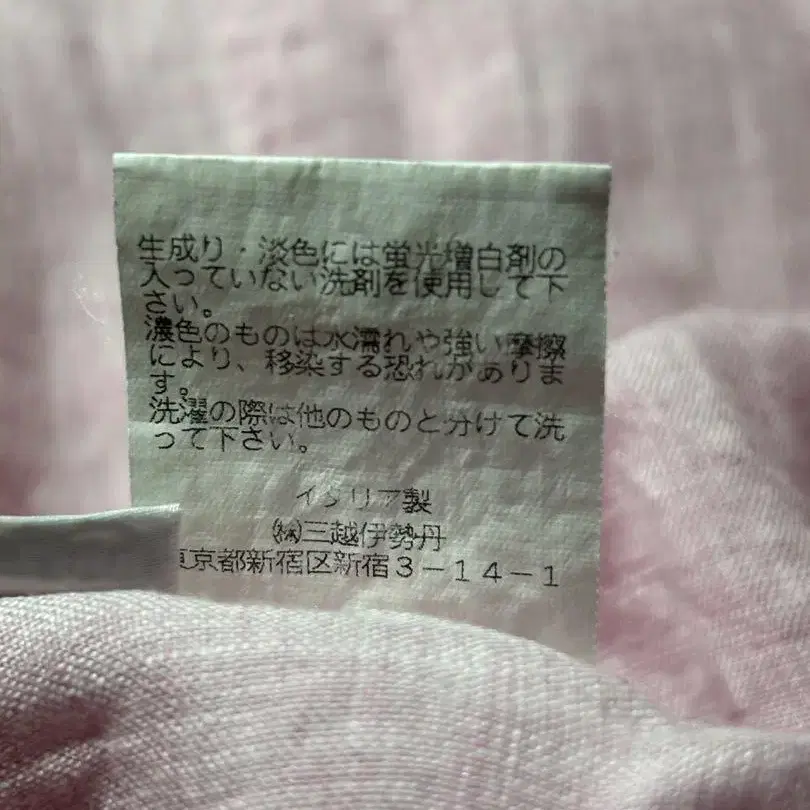 生成り・淡色には蛍光増白剤の
入っていない洗剤を使用して下
さい。
濃色のものは水濡れや強い摩擦
により、移染する恐れがありま
す。
洗濯の際は他のものと分けて洗
って下さい。
イタリア製
㈱三越伊勢丹
東京都新宿区新宿3-14-1